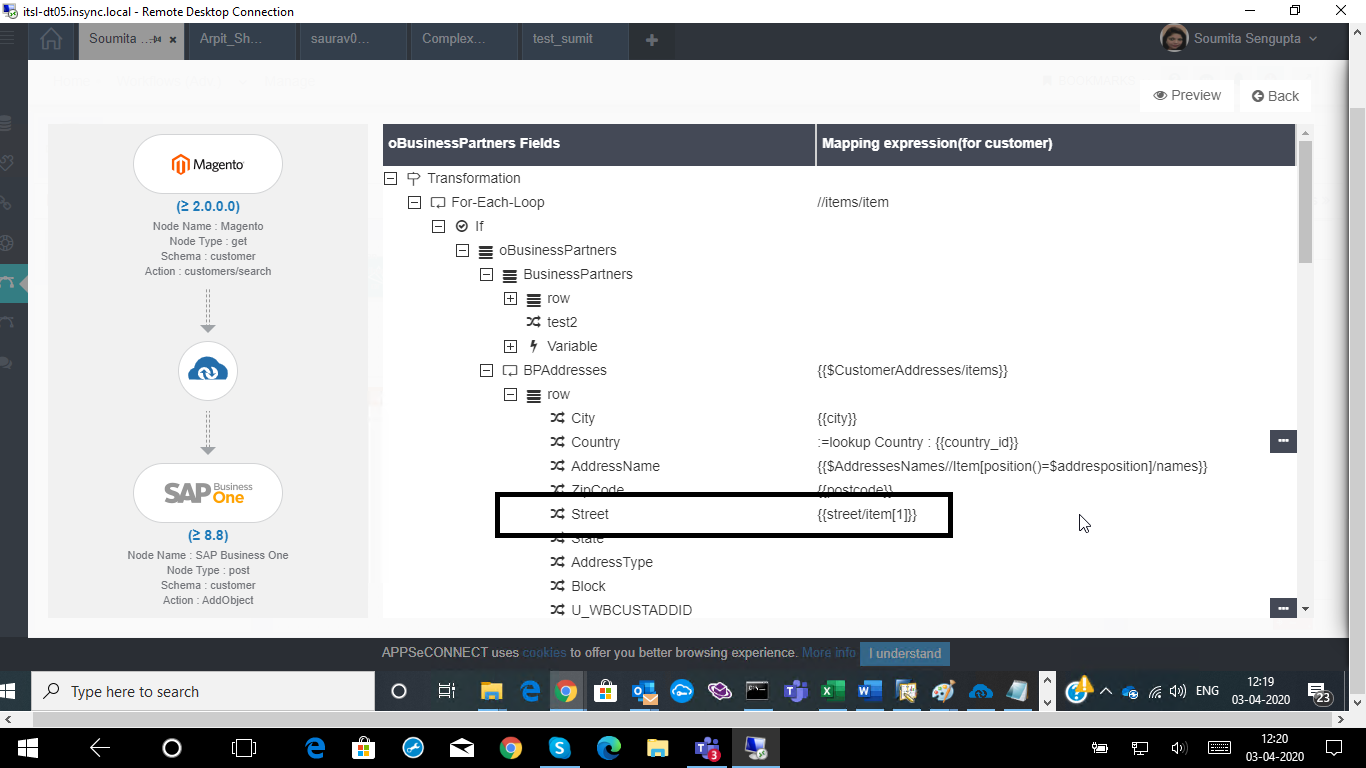 itsl-dt05.insync.local - Remote Desktop Connection
Soumita ...
Arpit_Sh...
saurav0...
Complex...
test_sumit
Soumita Sengupta
Preview
Back
Magento
(≥ 2.0.0.0)
Node Name : Magento
Node Type : get
Schema : customer
Action : customers/search
SAP Business One
(≥ 8.8)
Node Name : SAP Business One
Node Type : post
Schema : customer
Action : AddObject
oBusinessPartners Fields Mapping expression(for customer)
Transformation
For-Each-Loop //items/item
If
oBusinessPartners
BusinessPartners
row
test2
Variable
BPAddresses {{$CustomerAddresses/items}}
row
City {{city}}
Country :=lookup Country : {{country_id}}
AddressName {{$AddressesNames//Item[position()=$addresposition]/names}}
ZipCode {{postcode}}
Street {{street/item[1]}}
State
AddressType
Block
U_WBCUSTADDID
APPSeCONNECT uses cookies to offer you better browsing experience. More info I understand
Type here to search
ENG
12:19
03-04-2020
23
3
12:20
03-04-2020